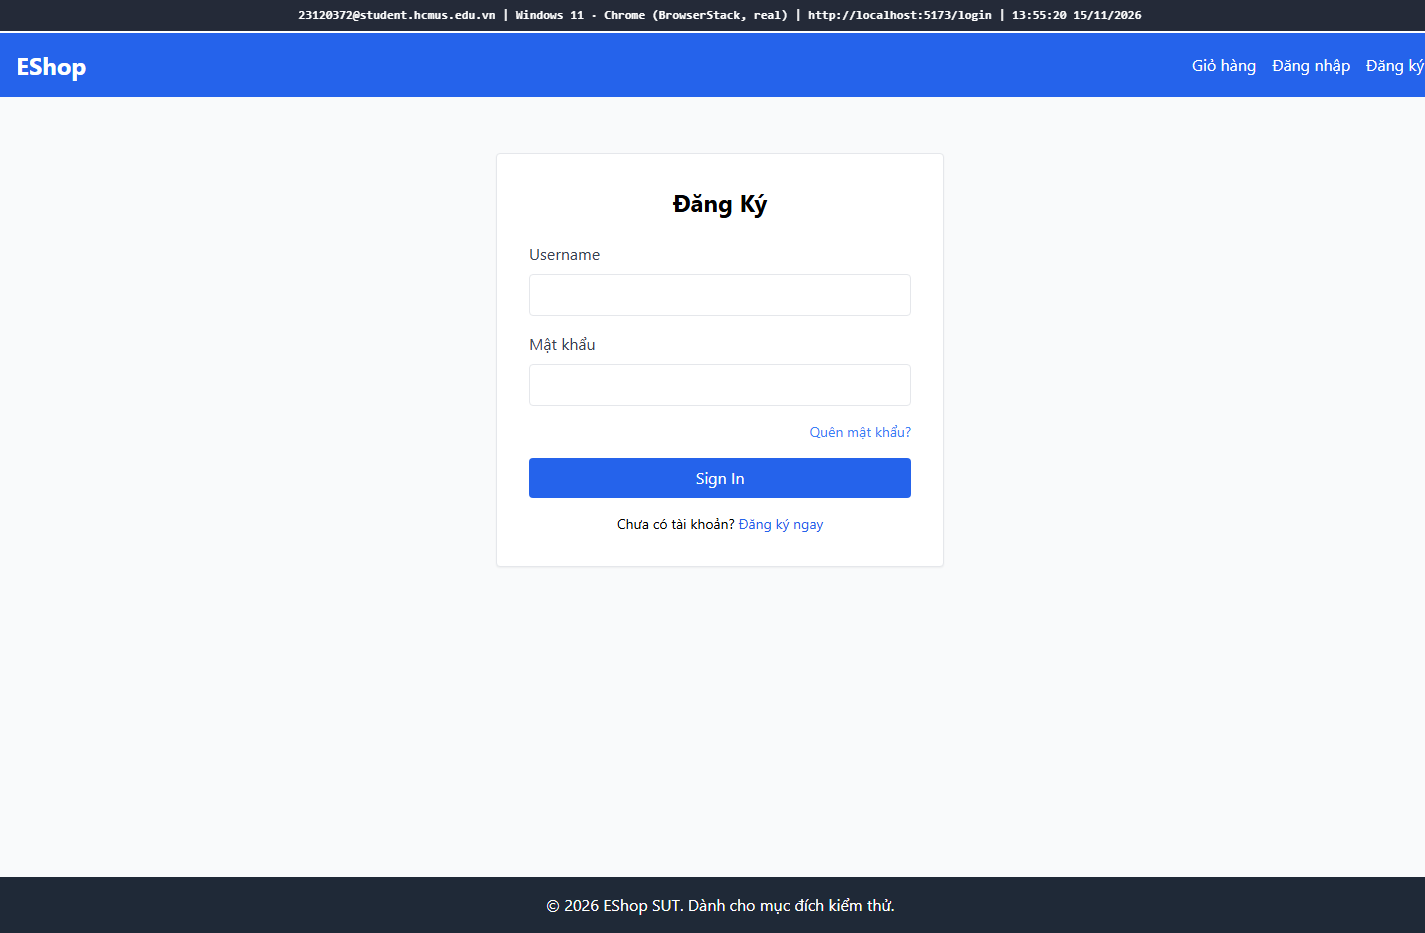 23120372@student.hcmus.edu.vn | Windows 11 - Chrome (BrowserStack, real) | http://localhost:5173/login | 13:55:20 15/11/2026
EShop Giỏ hàng Đăng nhập Đăng ký
Đăng Ký
Username
Mật khẩu
Quên mật khẩu?
Sign In
Chưa có tài khoản? Đăng ký ngay
© 2026 EShop SUT. Dành cho mục đích kiểm thử.